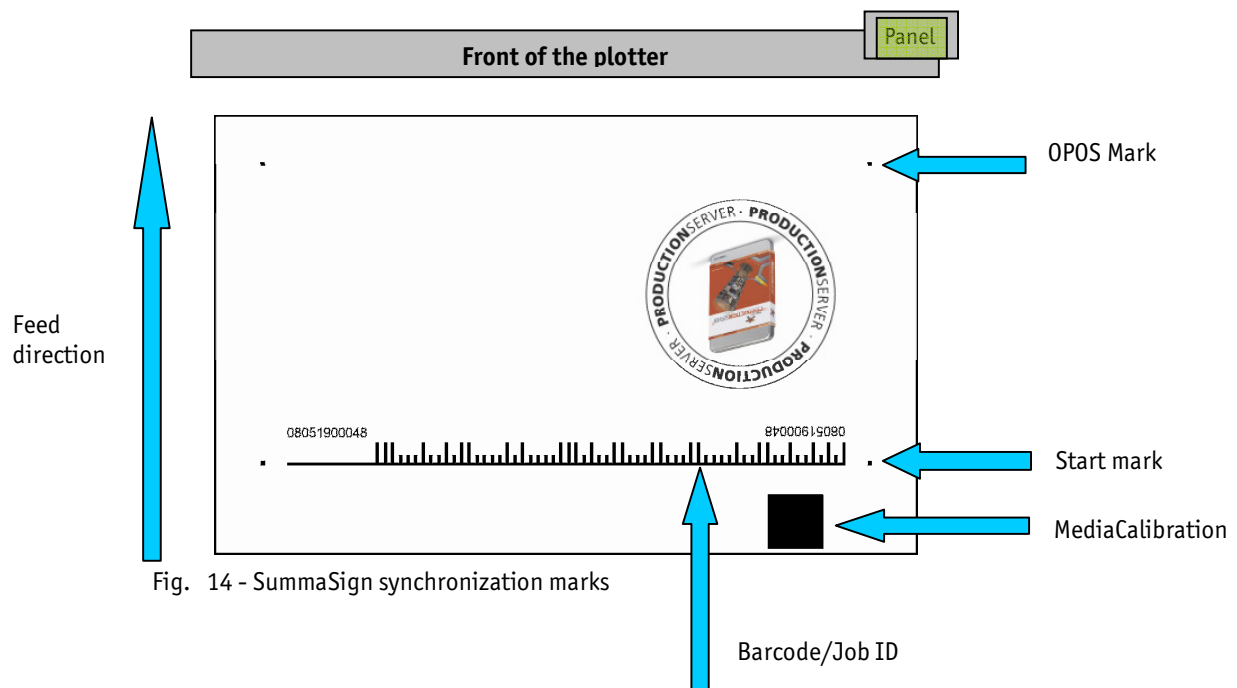 Panel
Front of the plotter
OPOS Mark
PRODUCTIONSERVER · PRODUCTIONSERVER · PRODUCTIONSERVER ·
Feed
direction
08051900048
08051900048
Start mark
MediaCalibration
Fig. 14 - SummaSign synchronization marks
Barcode/Job ID